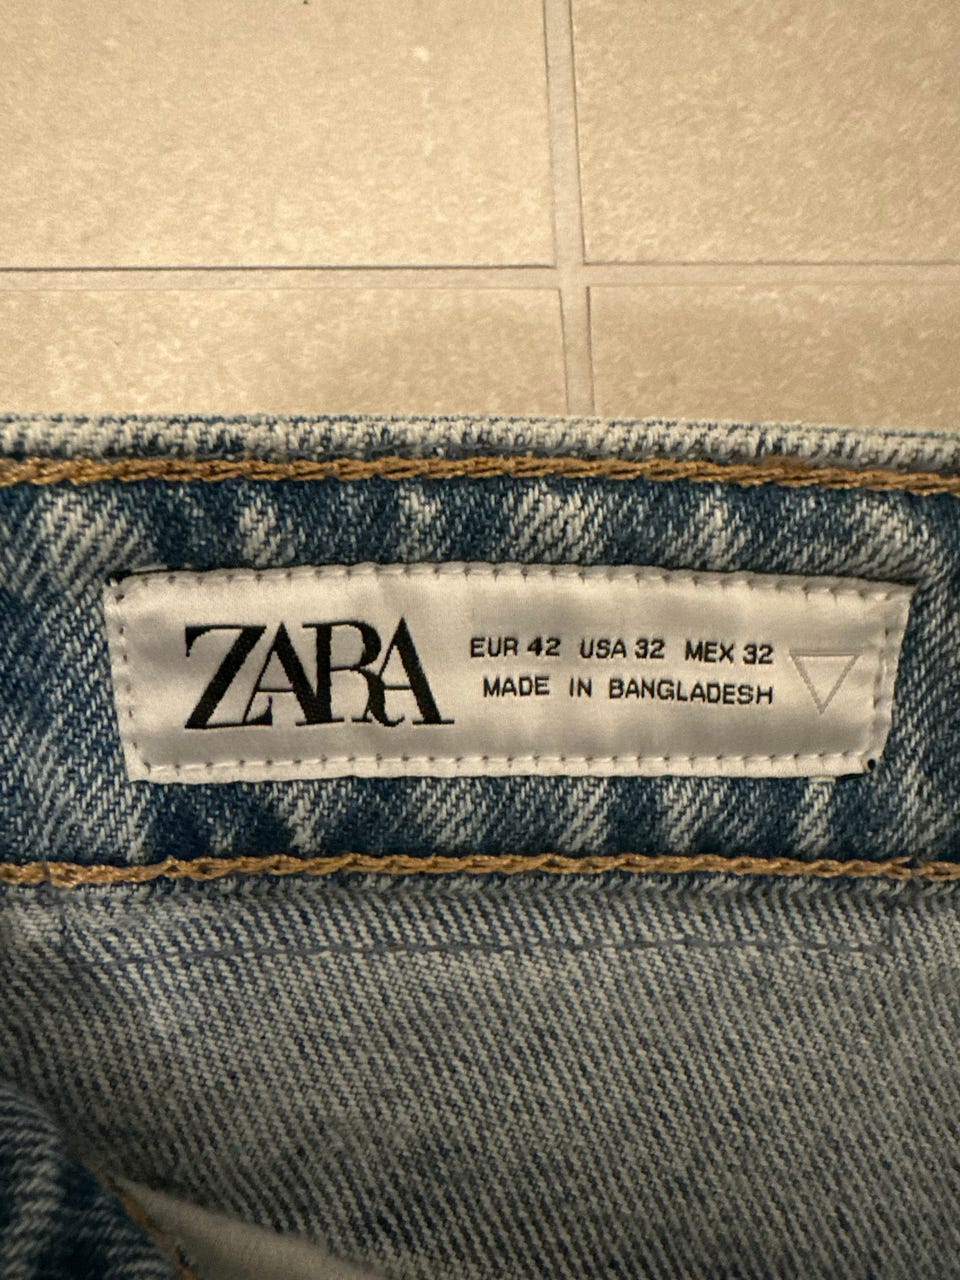 ZARA
EUR 42 USA 32 MEX 32
MADE IN BANGLADESH